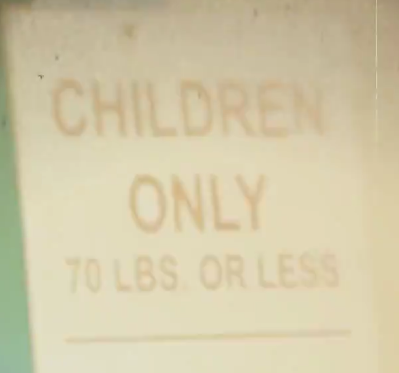 CHILDREN
ONLY
70 LBS. OR LESS